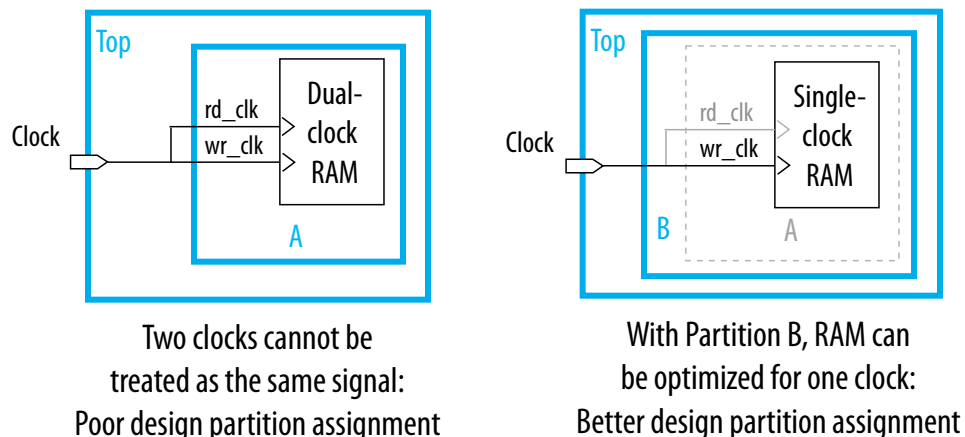 Top
Clock
rd_clk
wr_clk
Dual-
clock
RAM
A
Two clocks cannot be
treated as the same signal:
Poor design partition assignment
Top
Clock
rd_clk
wr_clk
Single-
clock
RAM
B
A
With Partition B, RAM can
be optimized for one clock:
Better design partition assignment